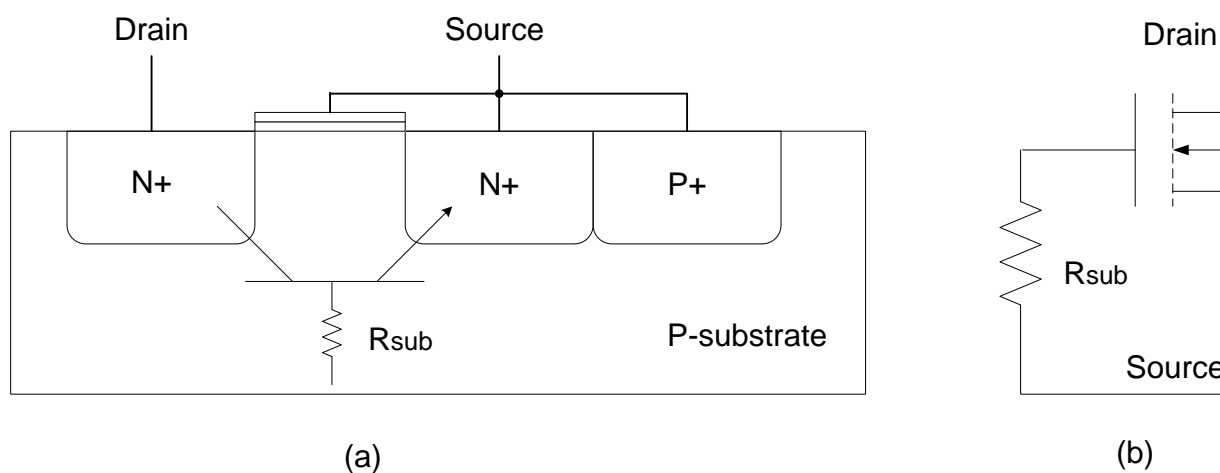 Drain
Source
N+
N+
P+
Rsub
P-substrate
(a)
Drain
Rsub
Source
(b)